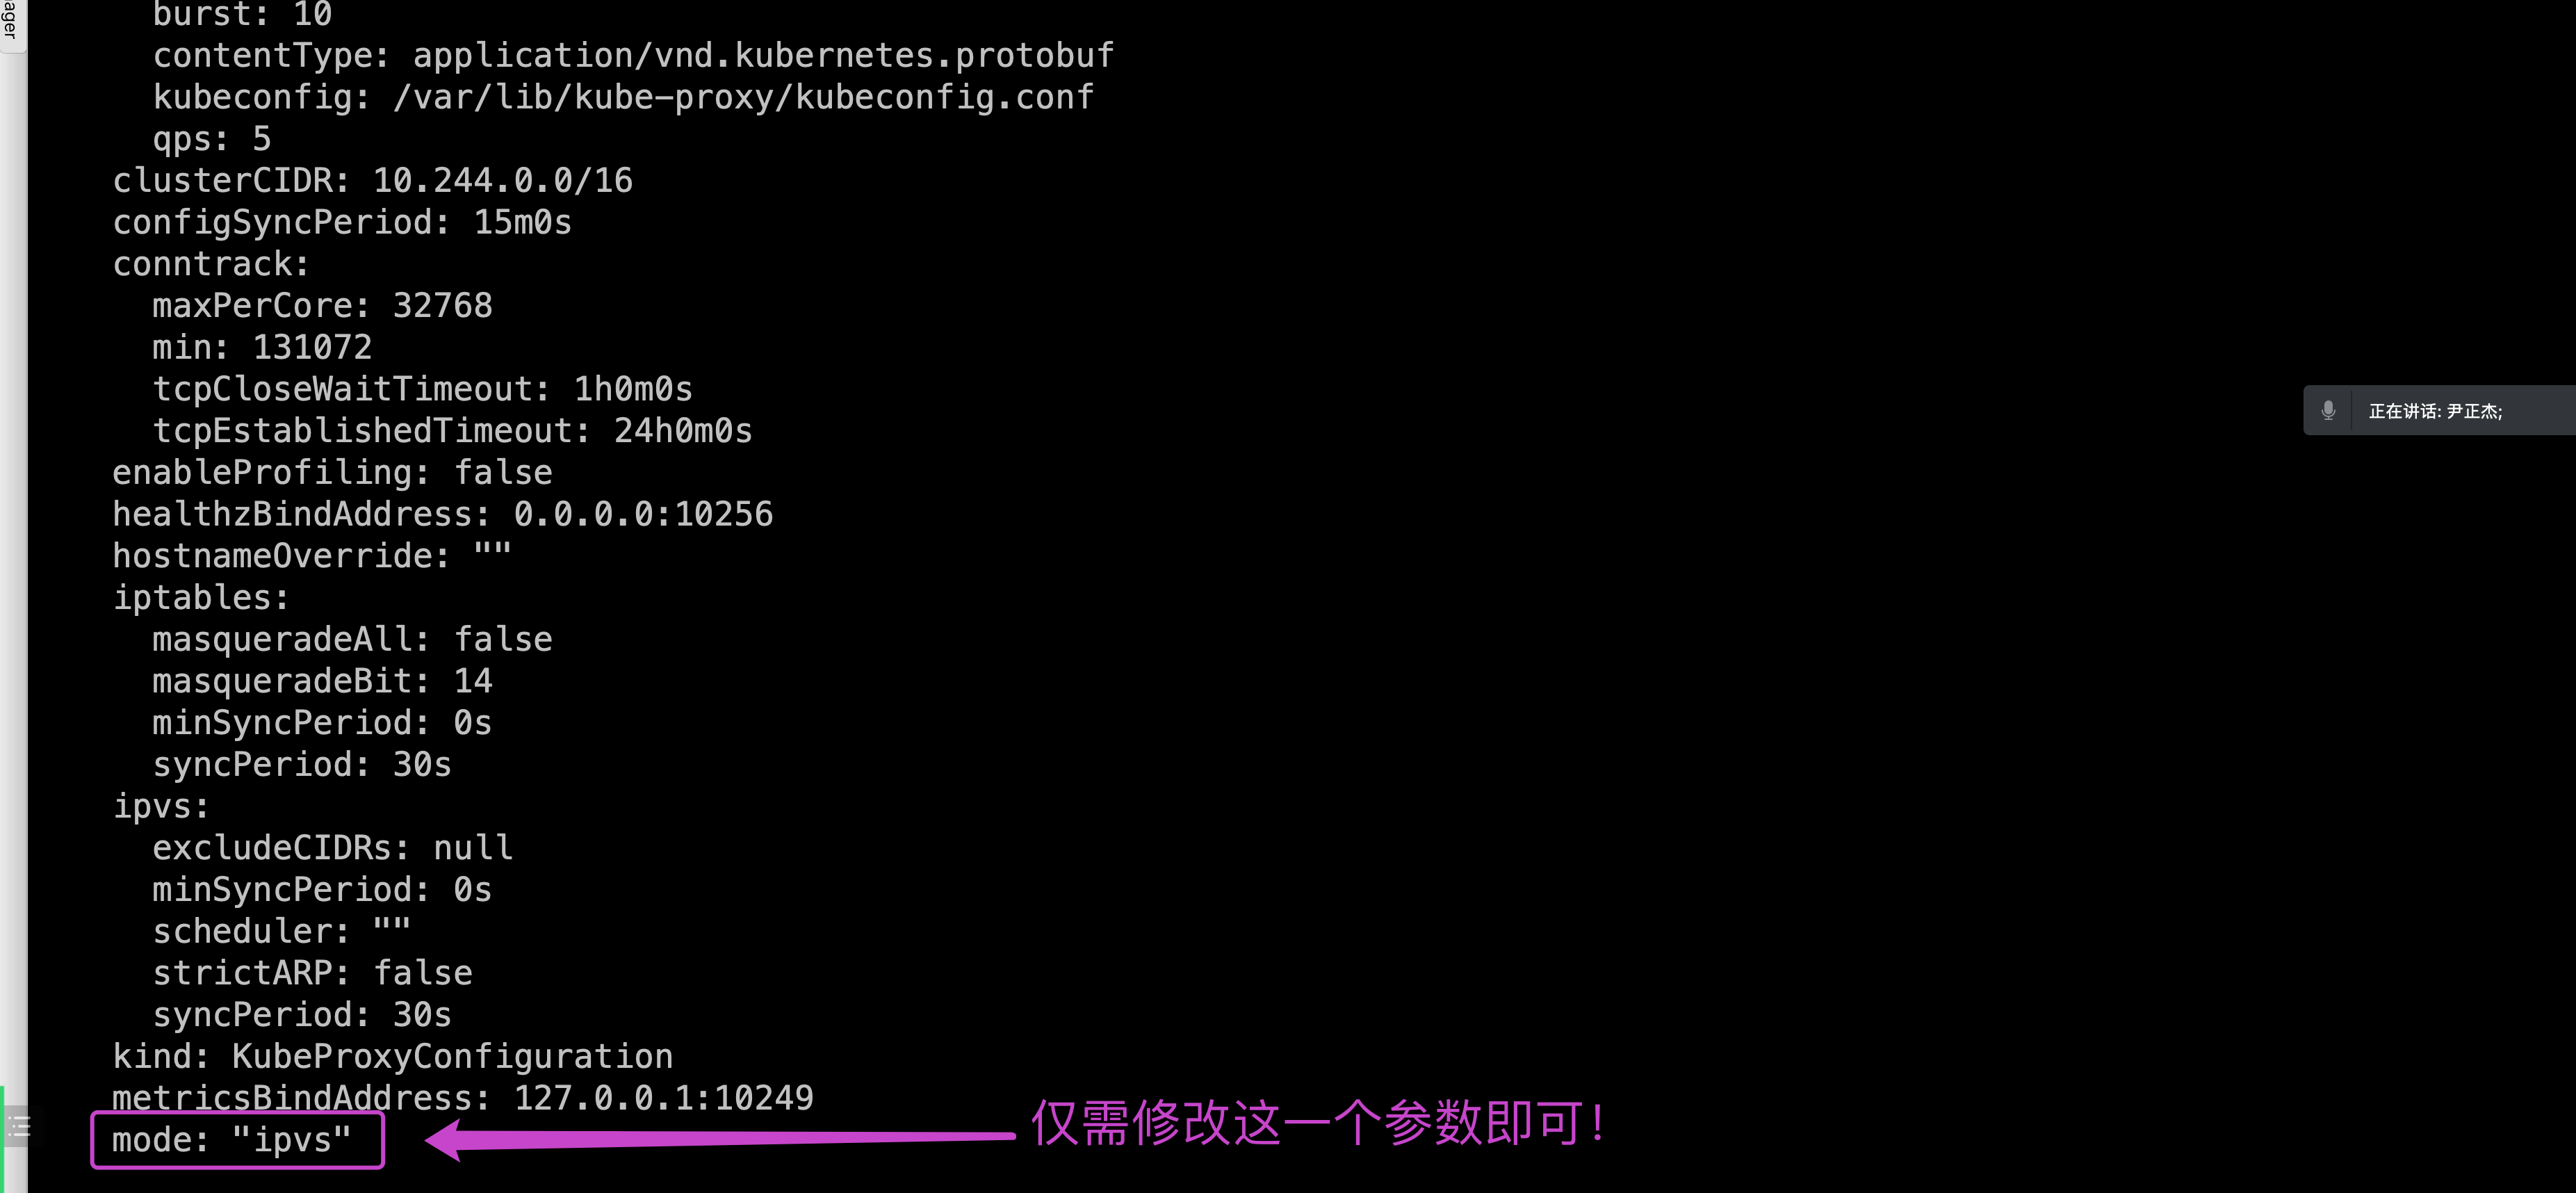 ager
burst: 10
contentType: application/vnd.kubernetes.protobuf
kubeconfig: /var/lib/kube-proxy/kubeconfig.conf
qps: 5
clusterCIDR: 10.244.0.0/16
configSyncPeriod: 15m0s
conntrack:
maxPerCore: 32768
min: 131072
tcpCloseWaitTimeout: 1h0m0s
tcpEstablishedTimeout: 24h0m0s
enableProfiling: false
healthzBindAddress: 0.0.0.0:10256
hostnameOverride: ""
iptables:
masqueradeAll: false
masqueradeBit: 14
minSyncPeriod: 0s
syncPeriod: 30s
ipvs:
excludeCIDRs: null
minSyncPeriod: 0s
scheduler: ""
strictARP: false
syncPeriod: 30s
kind: KubeProxyConfiguration
metricsBindAddress: 127.0.0.1:10249
mode: "ipvs"
仅需修改这一个参数即可!
正在讲话: 尹正杰;